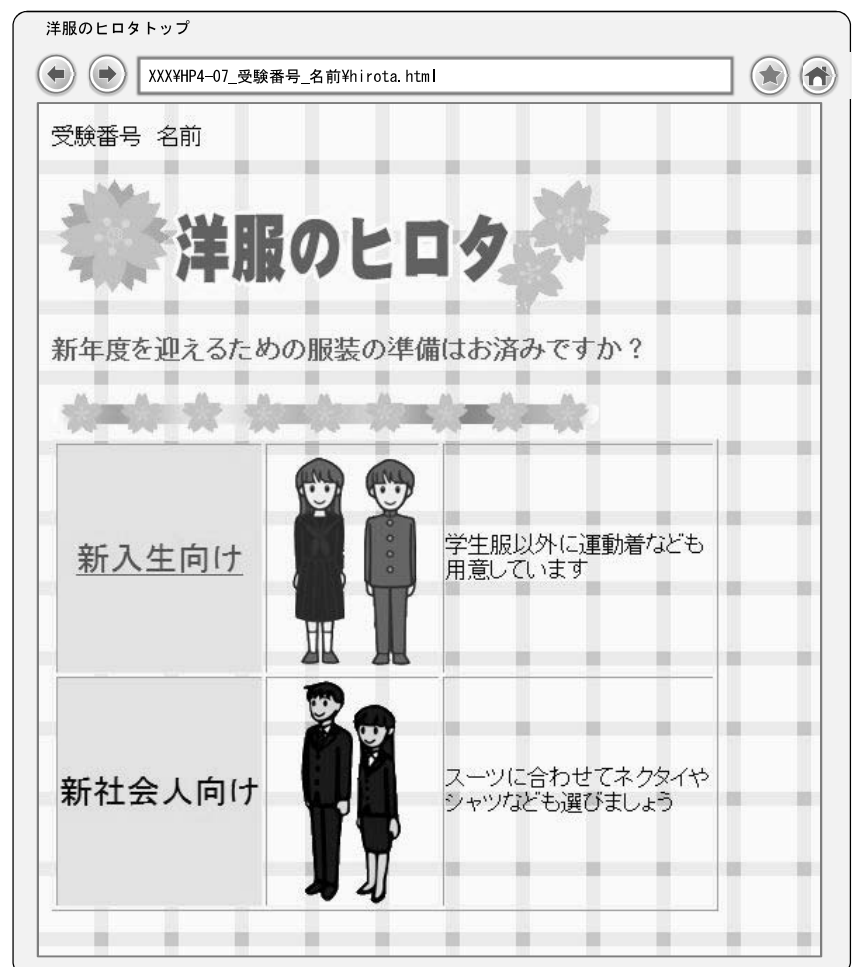 洋服のヒロタトップ
XXX¥HP4-07_受験番号_名前¥hirota.html
受験番号 名前
洋服のヒロタ
新年度を迎えるための服装の準備はお済みですか？
新入生向け
学生服以外に運動着なども
用意しています
新社会人向け
スーツに合わせてネクタイや
シャツなども選びましょう